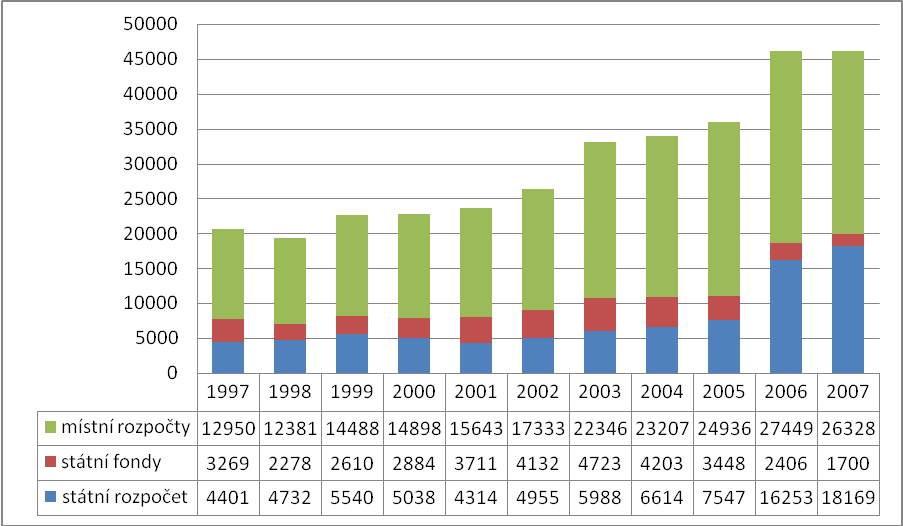 50000
45000
40000
35000
30000
25000
20000
15000
10000
5000
0
1997 1998 1999 2000 2001 2002 2003 2004 2005 2006 2007
místní rozpočty 12950 12381 14488 14898 15643 17333 22346 23207 24936 27449 26328
státní fondy 3269 2278 2610 2884 3711 4132 4723 4203 3448 2406 1700
státní rozpočet 4401 4732 5540 5038 4314 4955 5988 6614 7547 16253 18169